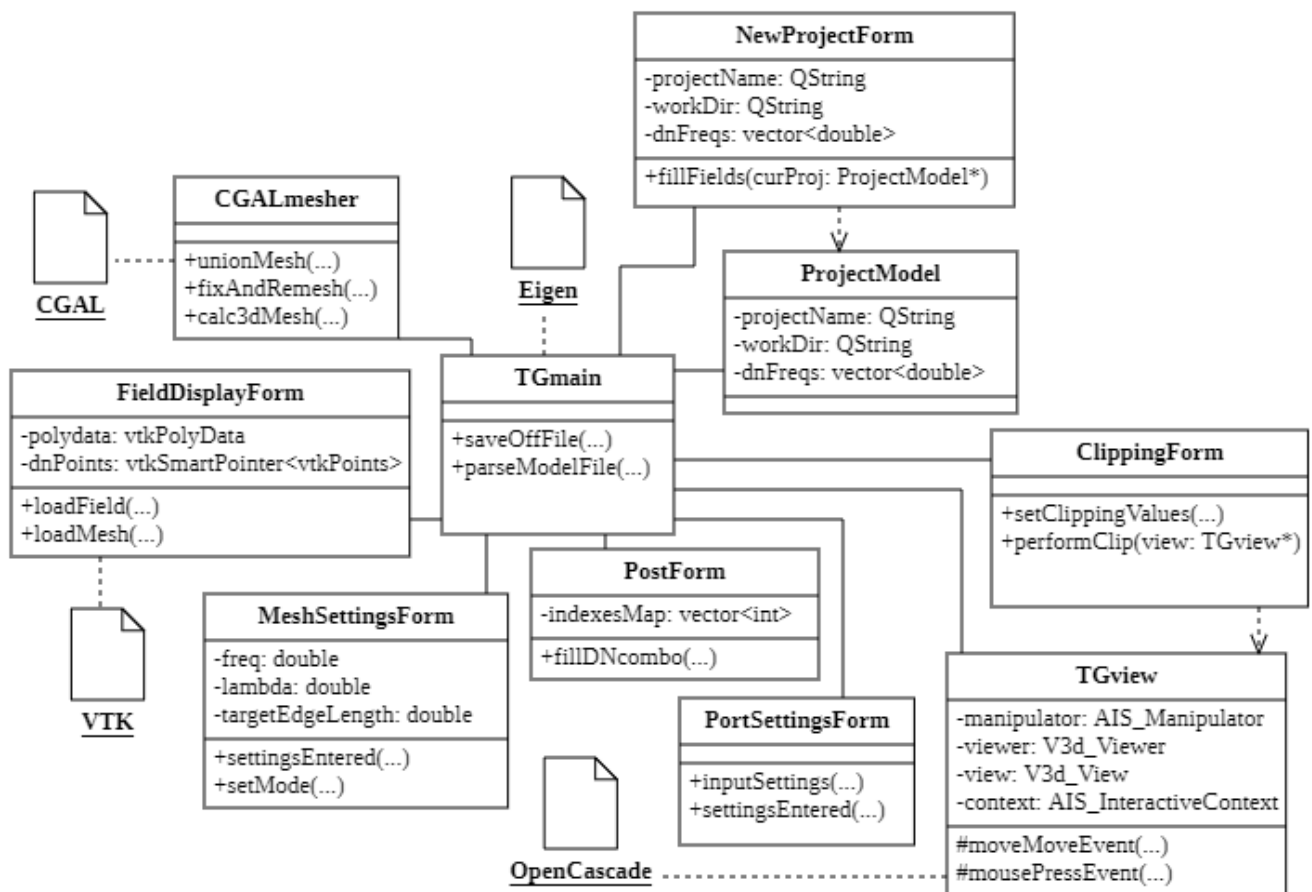 NewProjectForm
-projectName: QString
-workDir: QString
-dnFreqs: vector<double>
+fillFields(curProj: ProjectModel*)
CGALmesher
+unionMesh(...)
+fixAndRemesh(...)
+calc3dMesh(...)
CGAL
Eigen
ProjectModel
-projectName: QString
-workDir: QString
-dnFreqs: vector<double>
TGmain
+saveOffFile(...)
+parseModelFile(...)
FieldDisplayForm
-polydata: vtkPolyData
-dnPoints: vtkSmartPointer<vtkPoints>
+loadField(...)
+loadMesh(...)
ClippingForm
+setClippingValues(...)
+performClip(view: TGview*)
VTK
MeshSettingsForm
-freq: double
-lambda: double
-targetEdgeLength: double
+settingsEntered(...)
+setMode(...)
PostForm
-indexesMap: vector<int>
+fillDNcombo(...)
PortSettingsForm
+inputSettings(...)
+settingsEntered(...)
TGview
-manipulator: AIS_Manipulator
-viewer: V3d_Viewer
-view: V3d_View
-context: AIS_InteractiveContext
#moveMoveEvent(...)
#mousePressEvent(...)
OpenCascade